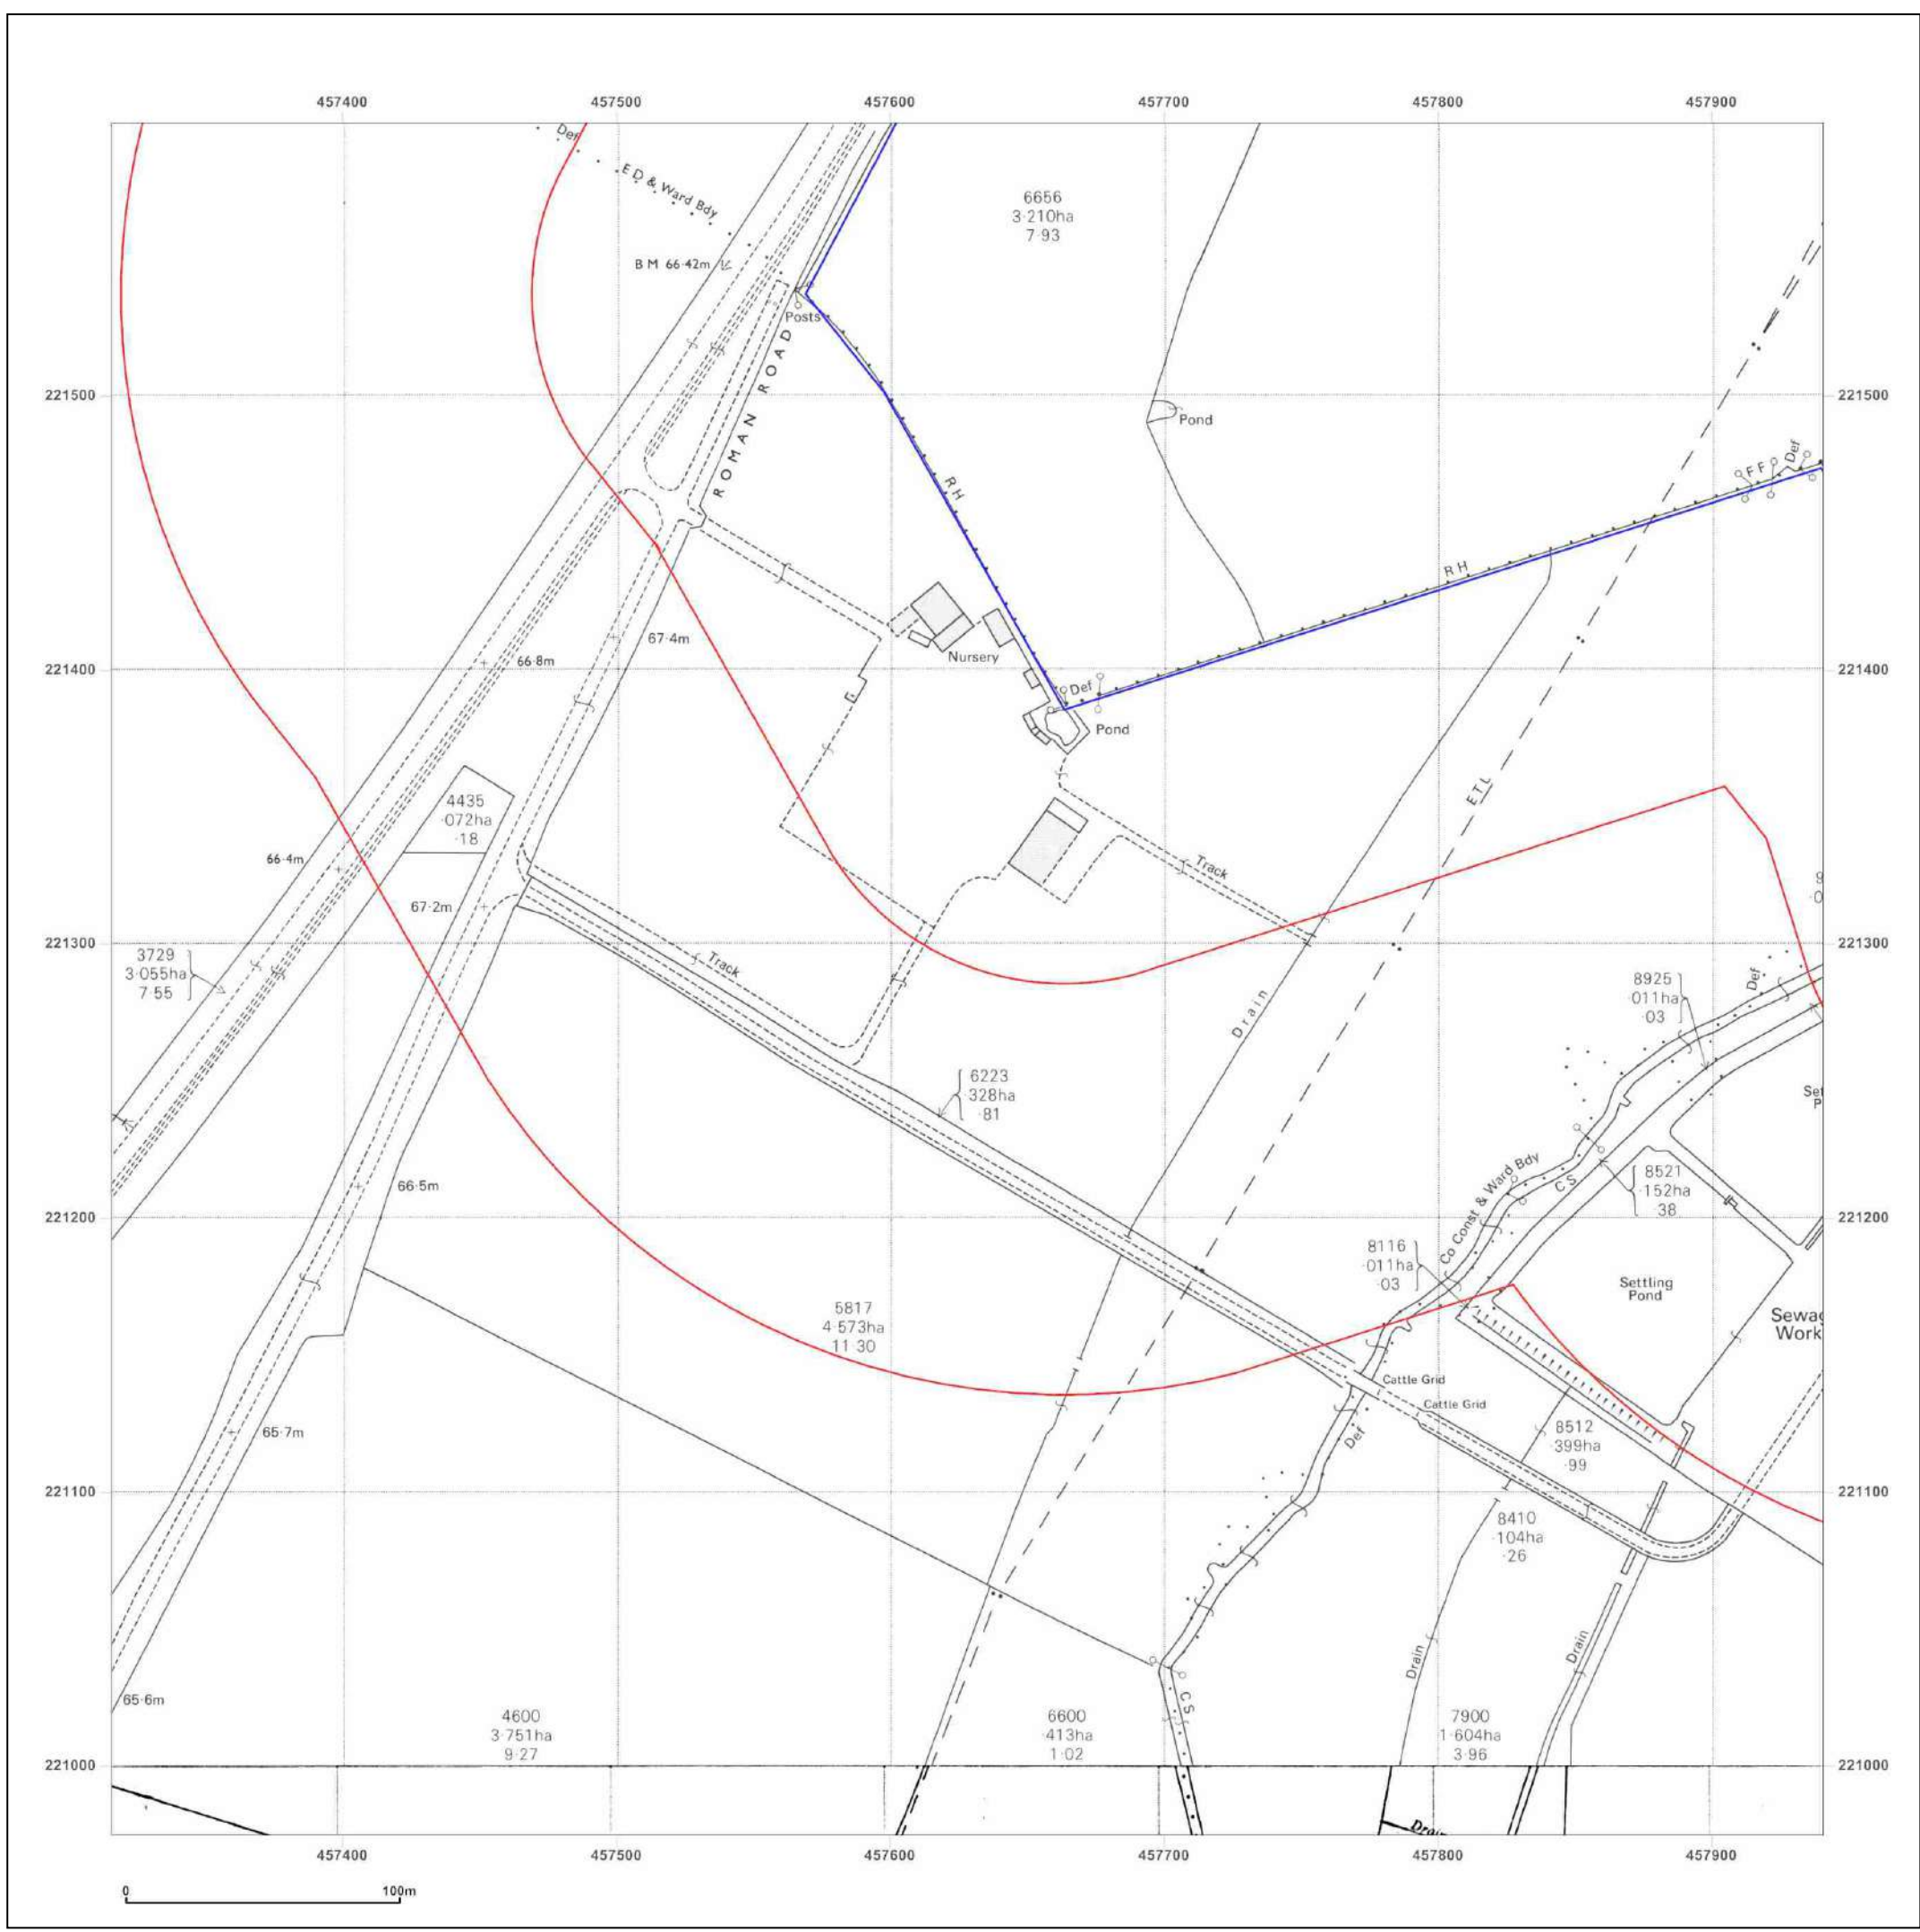 457400 457500 457600 457700 457800 457900
Def
E D & Ward Bdy
6656
3·210ha
7·93
B M 66·42m
Posts
ROMAN ROAD
221500 221500
Pond
RH
F F
Def
RH
67·4m
66·8m
Nursery
221400 221400
Def
Pond
ETL
4435
·072ha
·18
66·4m
Track
67·2m
221300 221300
3729
3·055ha
7·55
Track
Drain
8925
·011ha
·03
Def
6223
·328ha
·81
Co Const & Ward Bdy
CS
8521
·152ha
·38
66·5m
221200 221200
8116
·011ha
·03
Settling
Pond
5817
4·573ha
11·30
Sewag
Work
Cattle Grid
Cattle Grid
65·7m
Def
8512
·399ha
·99
221100 221100
8410
·104ha
·26
Drain
Drain
65·6m
CS
4600
3·751ha
9·27
6600
·413ha
1·02
7900
1·604ha
3·96
221000 221000
Drain
457400 457500 457600 457700 457800 457900
0 100m